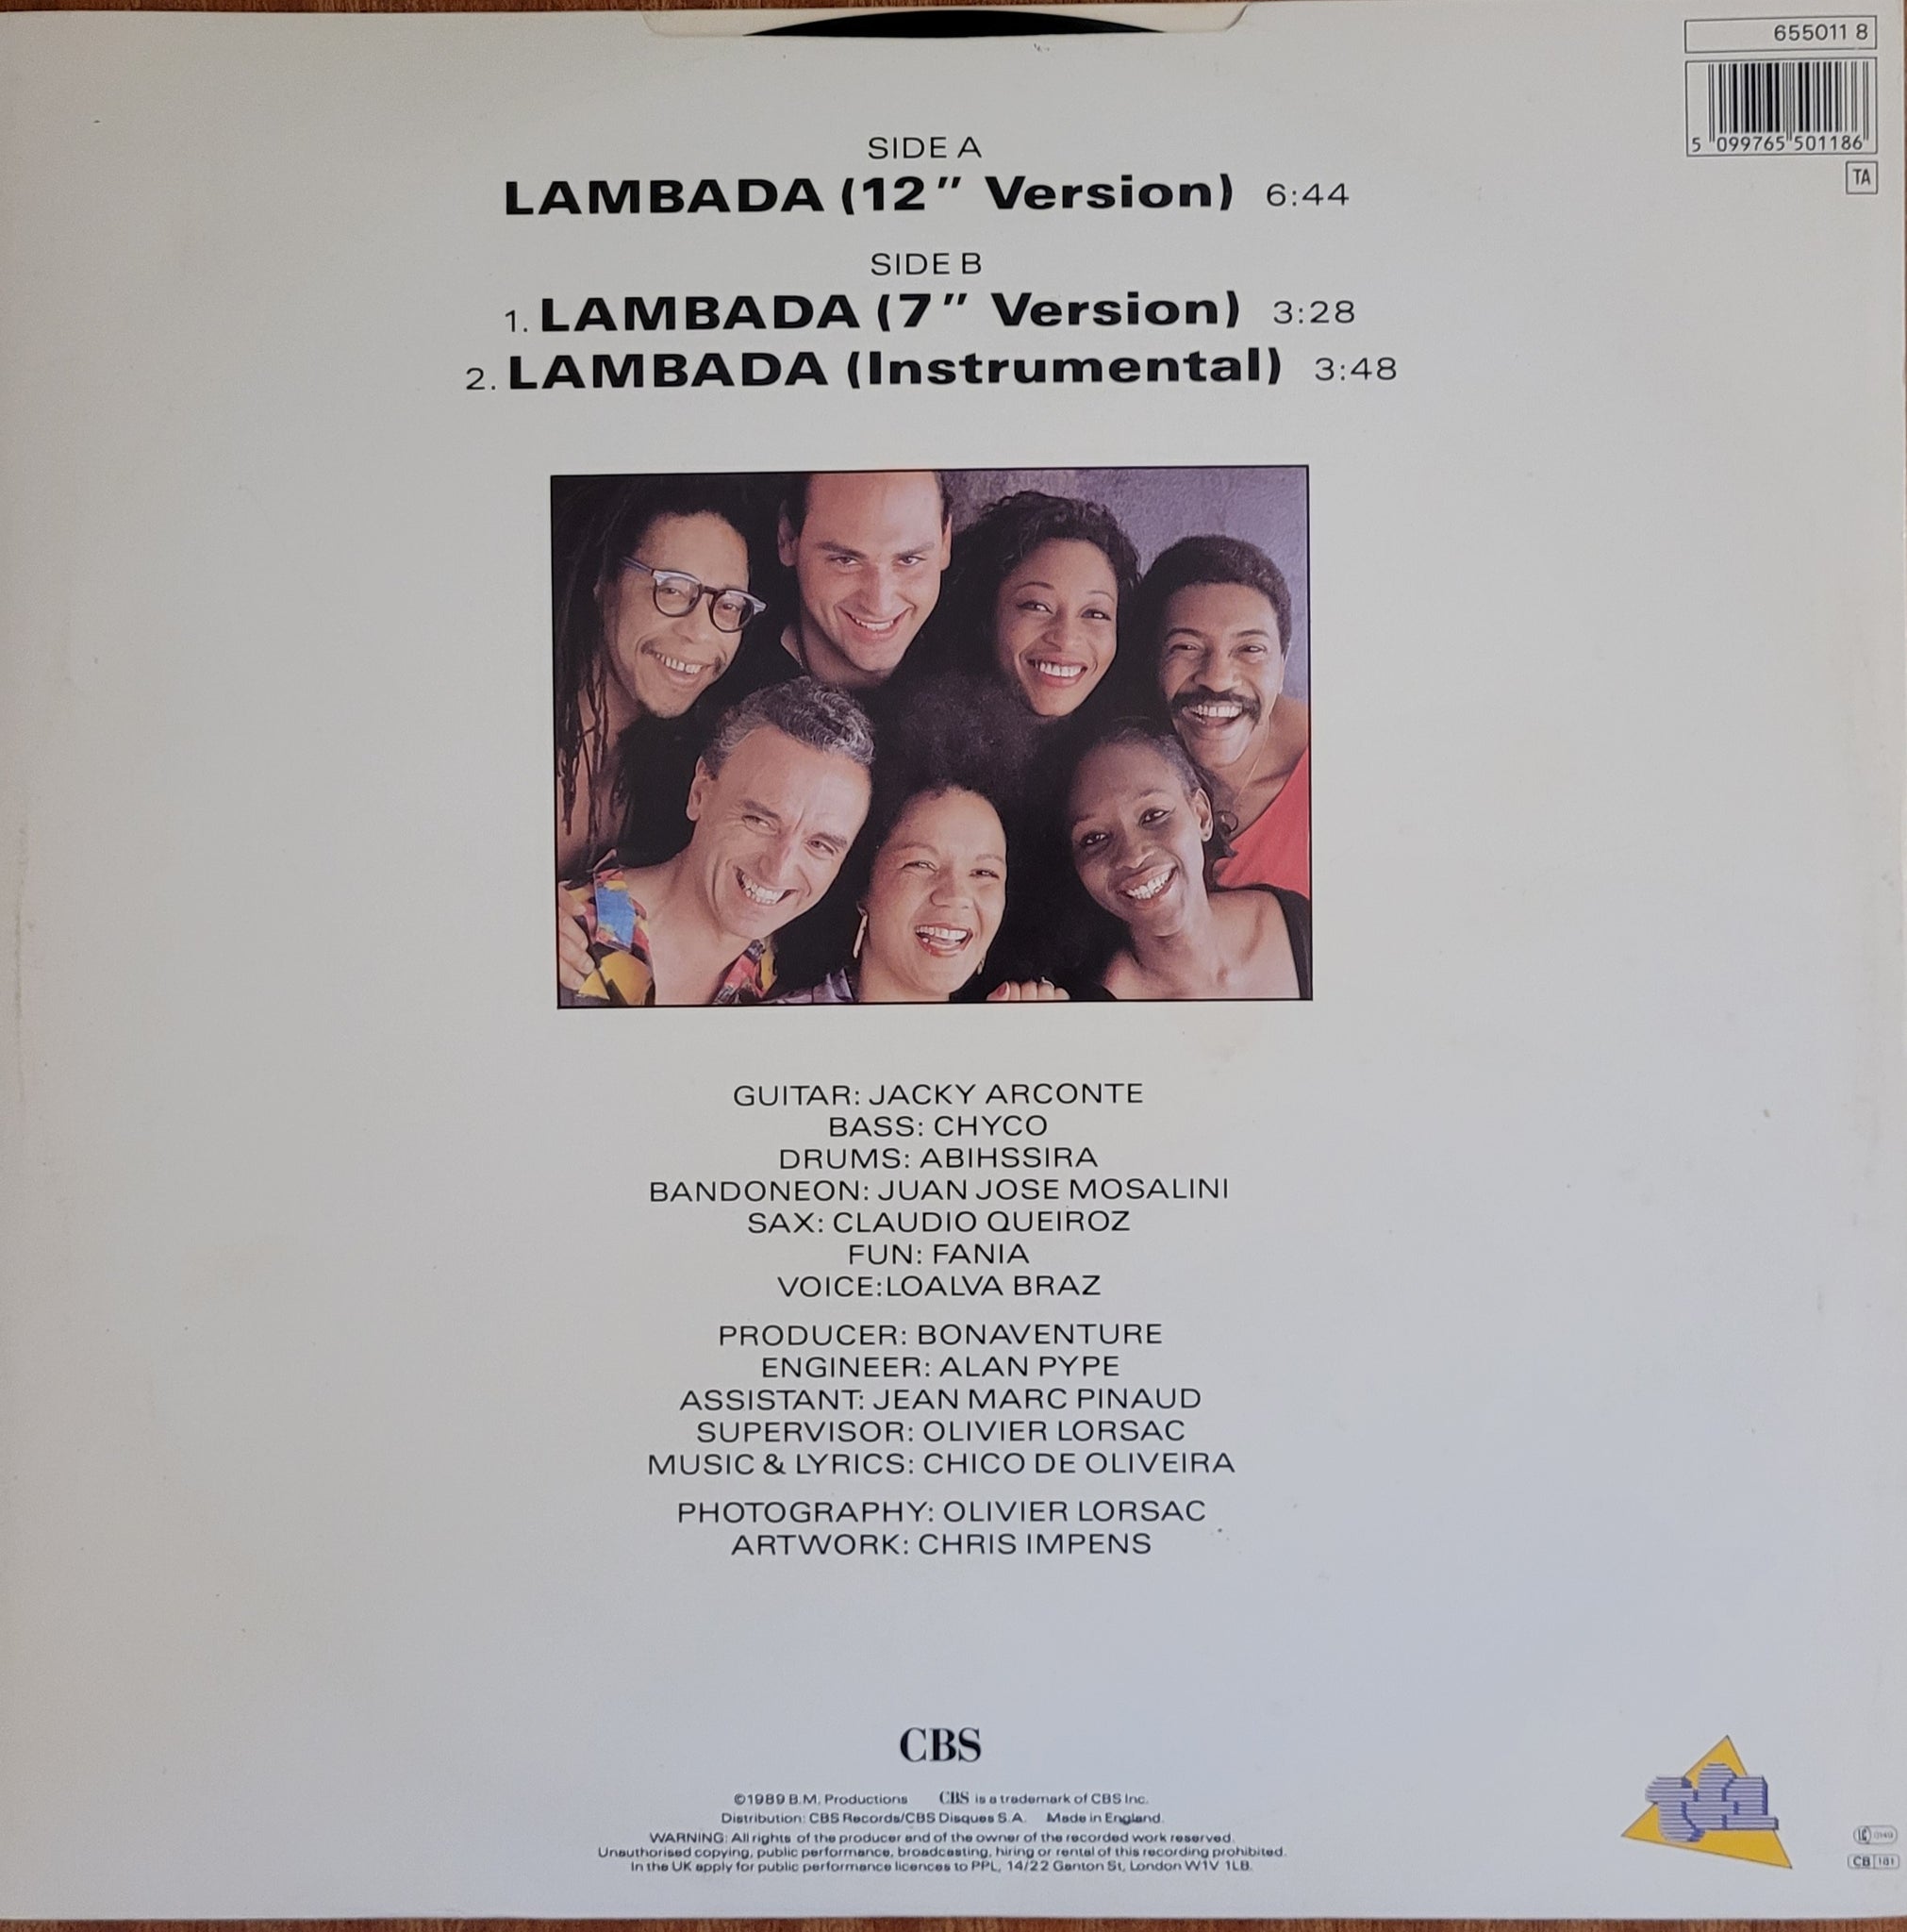 655011 8
5 099765 501186
TA
SIDE A
LAMBADA (12" Version) 6:44
SIDE B
1. LAMBADA (7" Version) 3:28
2. LAMBADA (Instrumental) 3:48
GUITAR: JACKY ARCONTE
BASS: CHYCO
DRUMS: ABIHSSIRA
BANDONEON: JUAN JOSE MOSALINI
SAX: CLAUDIO QUEIROZ
FUN: FANIA
VOICE:LOALVA BRAZ
PRODUCER: BONAVENTURE
ENGINEER: ALAN PYPE
ASSISTANT: JEAN MARC PINAUD
SUPERVISOR: OLIVIER LORSAC
MUSIC & LYRICS: CHICO DE OLIVEIRA
PHOTOGRAPHY: OLIVIER LORSAC
ARTWORK: CHRIS IMPENS
CBS
©1989 B.M. Productions CBS is a trademark of CBS Inc.
Distribution: CBS Records/CBS Disques S.A. Made in England.
WARNING: All rights of the producer and of the owner of the recorded work reserved.
Unauthorised copying, public performance, broadcasting, hiring or rental of this recording prohibited.
In the UK apply for public performance licences to PPL, 14/22 Ganton St, London W1V 1LB.
TF1
LC 0149
CB 181